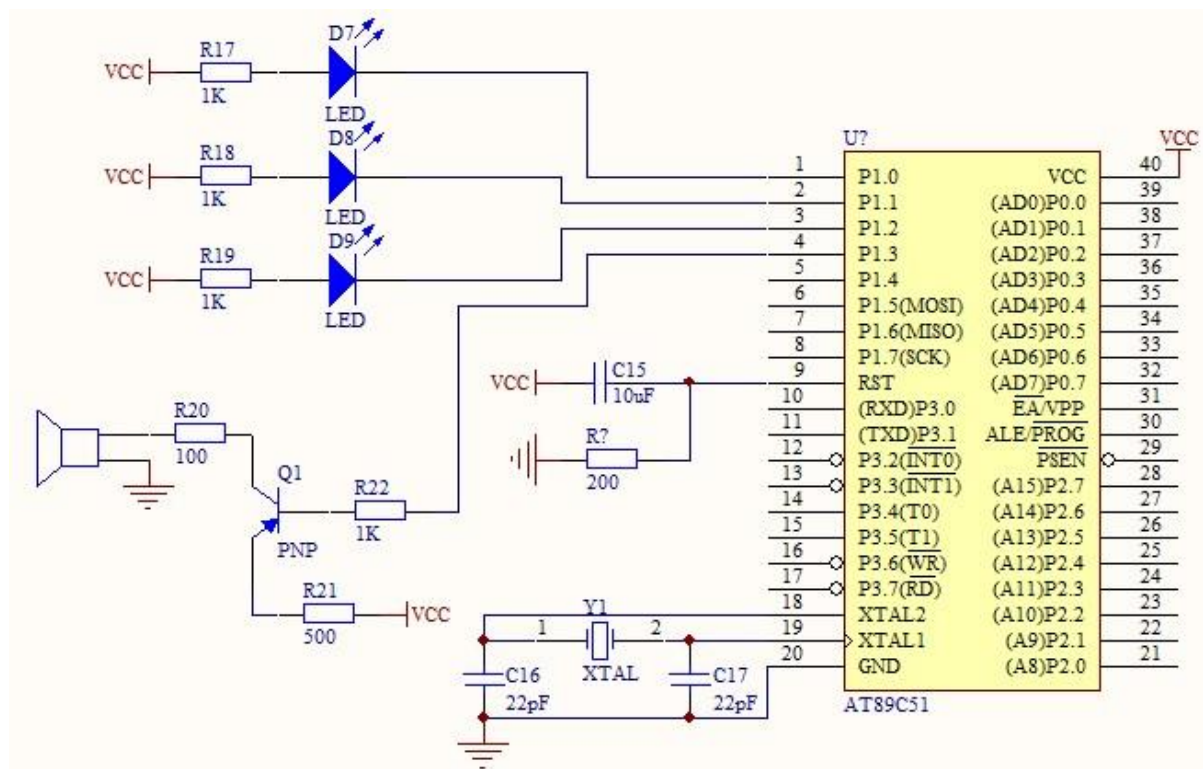 D7
R17
VCC
1K
LED
D8
R18
VCC
1K
LED
D9
R19
VCC
1K
LED
R20
100
Q1
PNP
R22
1K
R21
500
VCC
VCC
C15
10uF
R?
200
Y1
1 2
XTAL
C16
22pF
C17
22pF
U?
VCC
1 P1.0 VCC 40
2 P1.1 (AD0)P0.0 39
3 P1.2 (AD1)P0.1 38
4 P1.3 (AD2)P0.2 37
5 P1.4 (AD3)P0.3 36
6 P1.5(MOSI) (AD4)P0.4 35
7 P1.6(MISO) (AD5)P0.5 34
8 P1.7(SCK) (AD6)P0.6 33
9 RST (AD7)P0.7 32
10 (RXD)P3.0 EA/VPP 31
11 (TXD)P3.1 ALE/PROG 30
12 P3.2(INT0) PSEN 29
13 P3.3(INT1) (A15)P2.7 28
14 P3.4(T0) (A14)P2.6 27
15 P3.5(T1) (A13)P2.5 26
16 P3.6(WR) (A12)P2.4 25
17 P3.7(RD) (A11)P2.3 24
18 XTAL2 (A10)P2.2 23
19 XTAL1 (A9)P2.1 22
20 GND (A8)P2.0 21
AT89C51